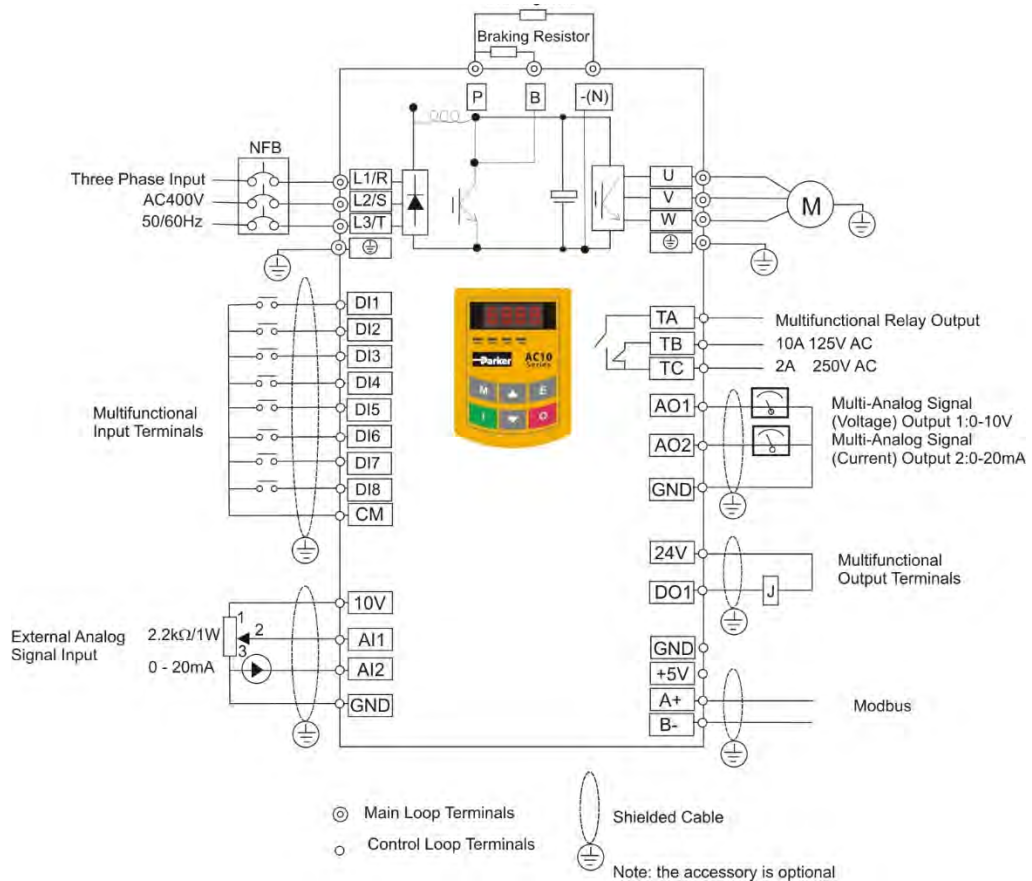 Braking Resistor
P
B
-(N)
NFB
Three Phase Input
AC400V
50/60Hz
L1/R
L2/S
L3/T
U
V
W
M
DI1
DI2
DI3
DI4
DI5
DI6
DI7
DI8
CM
Multifunctional
Input Terminals
Parker
AC10
Series
M
E
I
O
TA
TB
TC
Multifunctional Relay Output
10A 125V AC
2A 250V AC
AO1
AO2
GND
Multi-Analog Signal
(Voltage) Output 1:0-10V
Multi-Analog Signal
(Current) Output 2:0-20mA
24V
DO1
J
Multifunctional
Output Terminals
External Analog
Signal Input
2.2kΩ/1W
0 - 20mA
1
2
3
10V
AI1
AI2
GND
GND
+5V
A+
B-
Modbus
Main Loop Terminals
Control Loop Terminals
Shielded Cable
Note: the accessory is optional